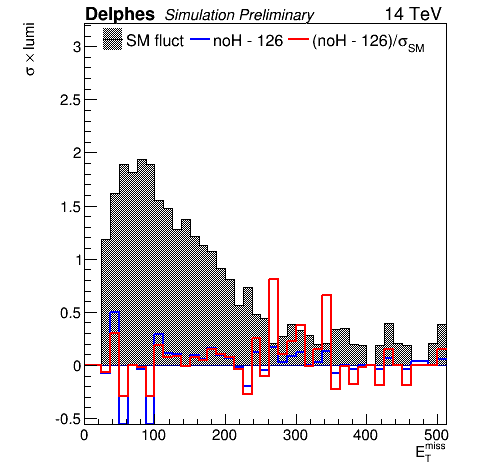 Delphes Simulation Preliminary 14 TeV
SM fluct noH - 126 (noH - 126)/σSM
σ × lumi
3
2.5
2
1.5
1
0.5
0
-0.5
0 100 200 300 400 500
E_T^miss